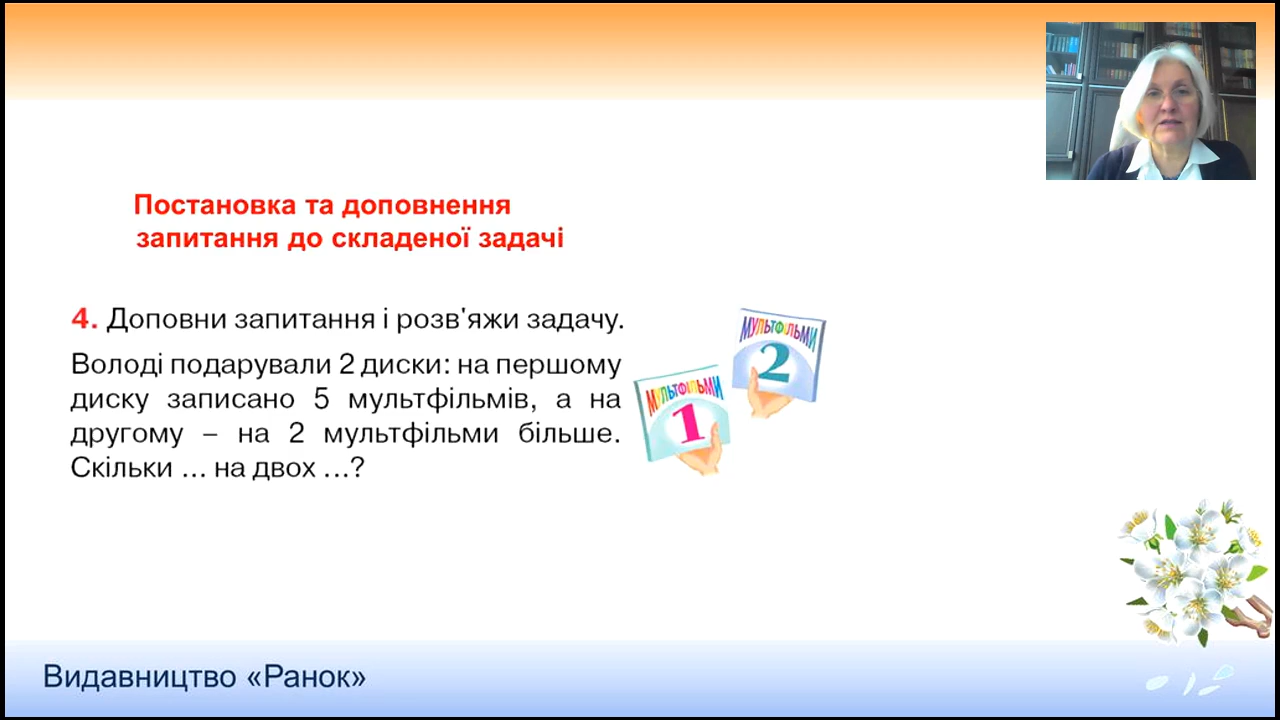 Постановка та доповнення
запитання до складеної задачі
4. Доповни запитання і розв'яжи задачу.
Володі подарували 2 диски: на першому
диску записано 5 мультфільмів, а на
другому – на 2 мультфільми більше.
Скільки ... на двох ...?
МУЛЬТФІЛЬМИ
2
МУЛЬТФІЛЬМИ
1
Видавництво «Ранок»